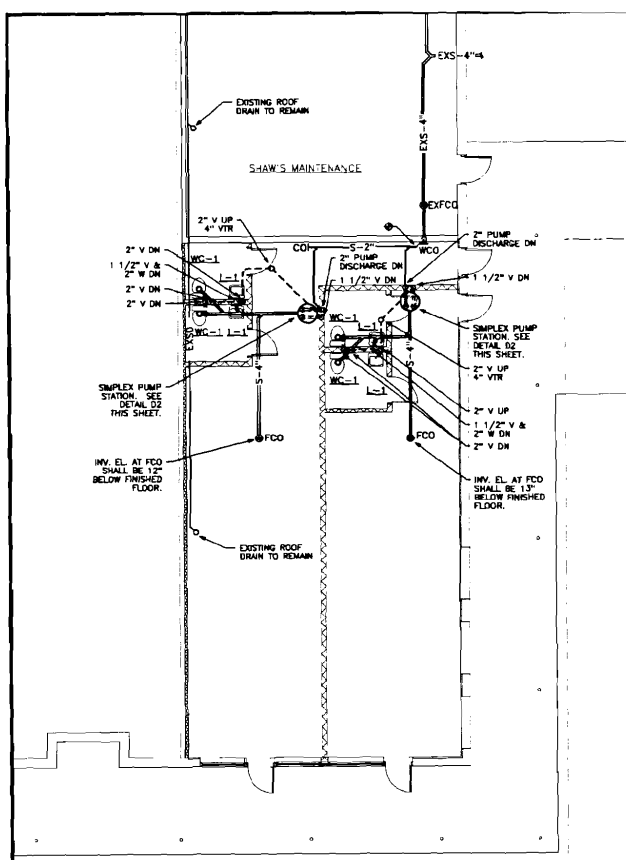 EXS-4"
EXISTING ROOF
DRAIN TO REMAIN
EXS-4"
SHAW'S MAINTENANCE
EXFCO
2" V UP
4" VTR
2" PUMP
DISCHARGE DN
WCO
CO
S-2"
2" V DN
1 1/2" V &
2" W DN
2" V DN
2" V DN
WC-1
L-1
2" PUMP
DISCHARGE DN
1 1/2" V DN
1 1/2" V DN
WC-1
L-1
WC-1
L-1
EXSD
SIMPLEX PUMP
STATION. SEE
DETAIL D2
THIS SHEET.
S-4"
WC-1
L-1
S-4"
SIMPLEX PUMP
STATION. SEE
DETAIL D2
THIS SHEET.
2" V UP
4" VTR
2" V UP
1 1/2" V &
2" W DN
2" V DN
FCO
FCO
INV. EL. AT FCO
SHALL BE 12"
BELOW FINISHED
FLOOR.
INV. EL. AT FCO
SHALL BE 13"
BELOW FINISHED
FLOOR.
EXISTING ROOF
DRAIN TO REMAIN